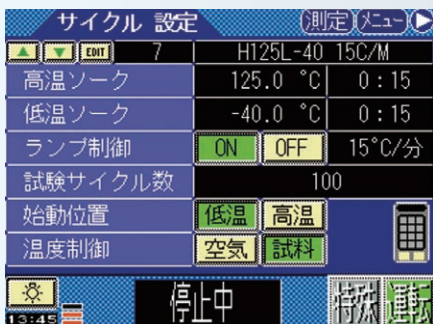 サイクル 設定 測定 メニュー
EDIT 7 H125L-40 15C/M
高温ソーク 125.0 °C 0:15
低温ソーク -40.0 °C 0:15
ランプ制御 ON OFF 15°C/分
試験サイクル数 100
始動位置 低温 高温
温度制御 空気 試料
13:45 停止中 特殊 運転